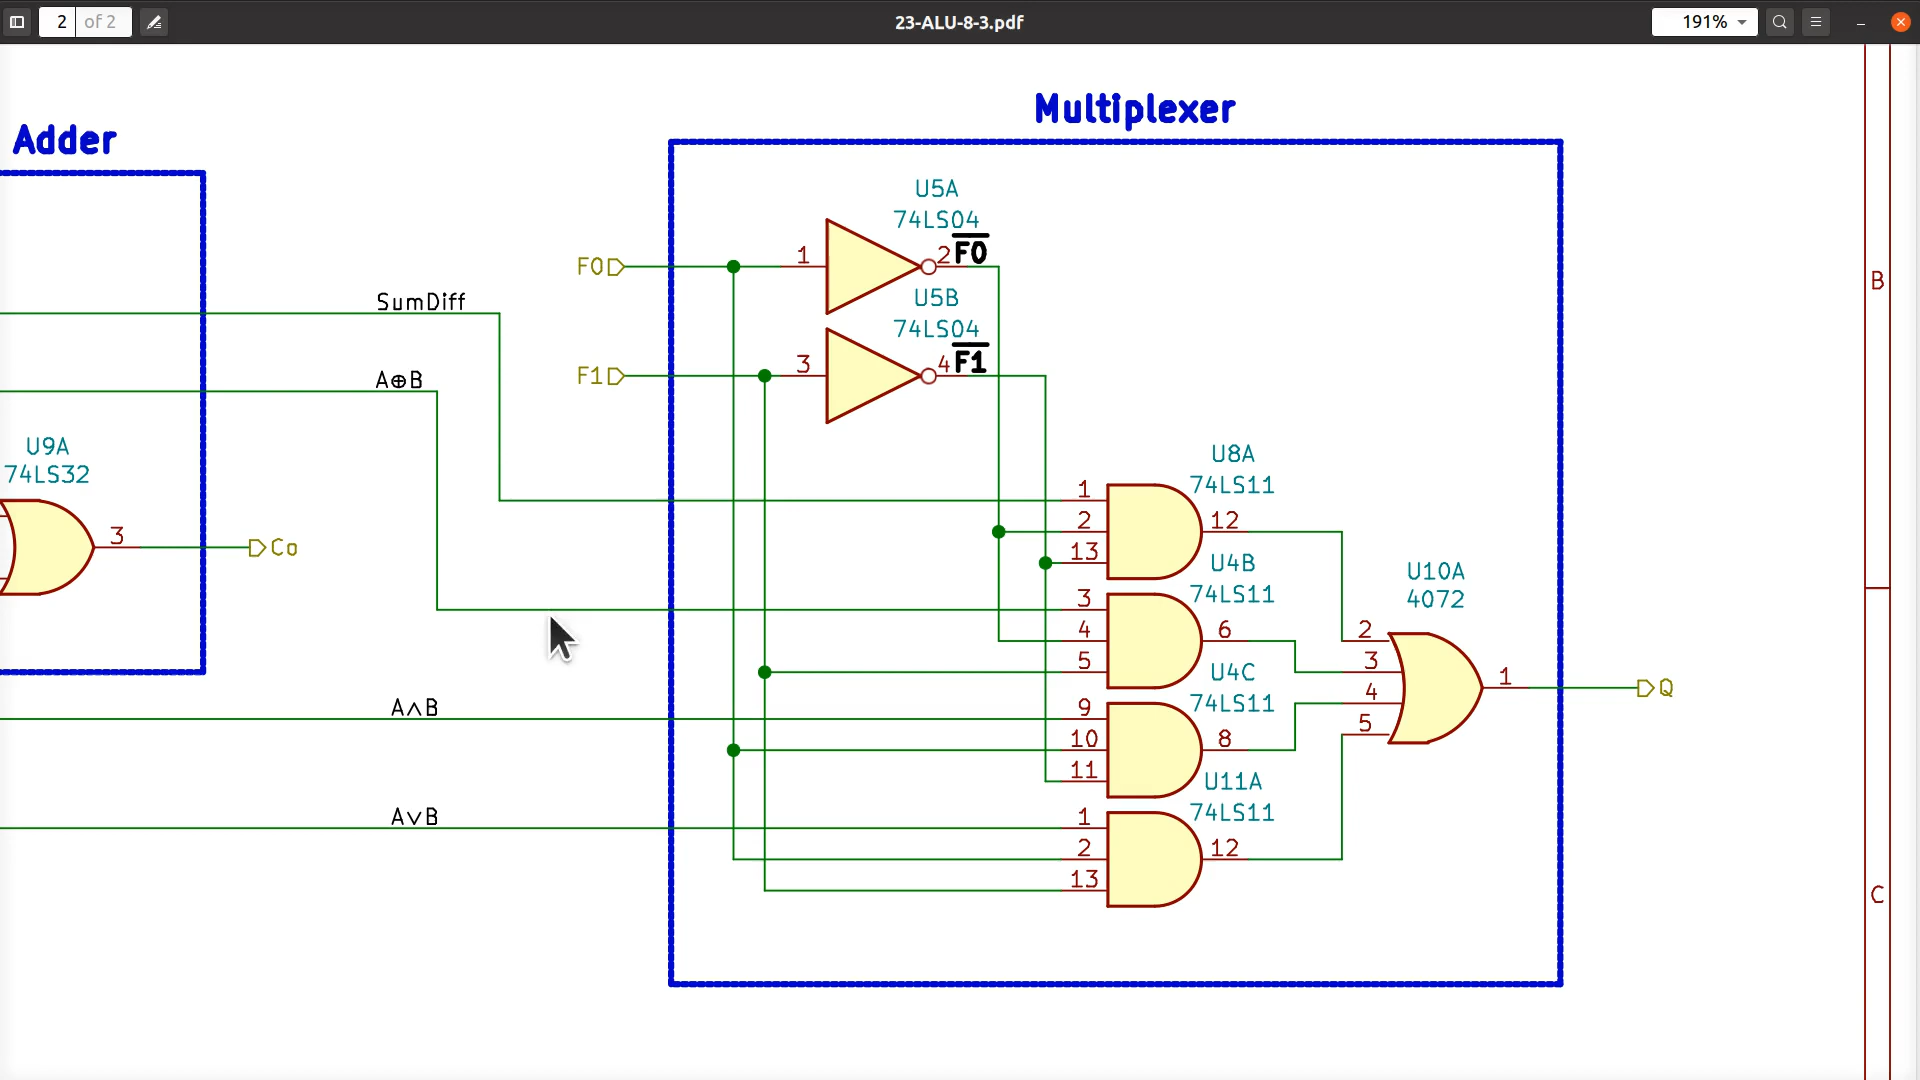 2 of 2
23-ALU-8-3.pdf
191%
Multiplexer
Adder
U5A
74LS04
F0
1
2
F0
U5B
74LS04
SumDiff
F1
3
4
F1
A⊕B
B
U9A
74LS32
3
Co
U8A
74LS11
1
2
13
12
U4B
74LS11
3
4
5
6
U10A
4072
2
3
4
5
1
Q
U4C
74LS11
A∧B
9
10
11
8
U11A
74LS11
A∨B
1
2
13
12
C